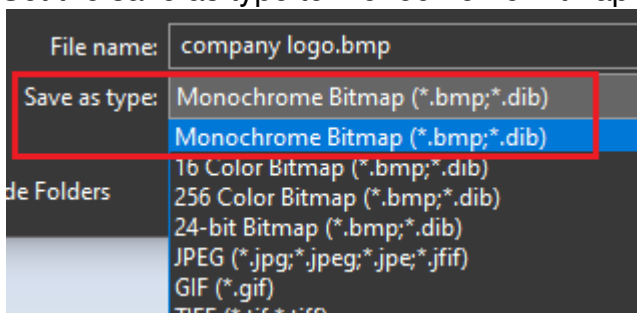 File name: company logo.bmp
Save as type: Monochrome Bitmap (*.bmp;*.dib)
Monochrome Bitmap (*.bmp;*.dib)
16 Color Bitmap (*.bmp;*.dib)
de Folders
256 Color Bitmap (*.bmp;*.dib)
24-bit Bitmap (*.bmp;*.dib)
JPEG (*.jpg;*.jpeg;*.jpe;*.jfif)
GIF (*.gif)